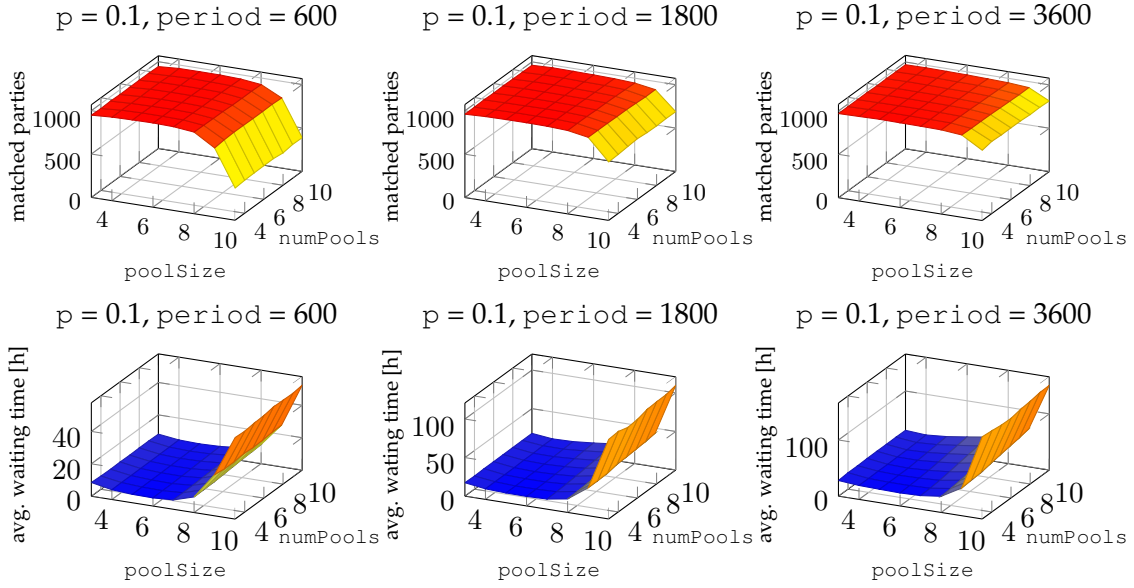 p = 0.1, period = 600
p = 0.1, period = 1800
p = 0.1, period = 3600
matched parties
1000
500
0
4
6
8
10
4
6
8
10
numPools
poolSize
matched parties
1000
500
0
4
6
8
10
4
6
8
10
numPools
poolSize
matched parties
1000
500
0
4
6
8
10
4
6
8
10
numPools
poolSize
p = 0.1, period = 600
p = 0.1, period = 1800
p = 0.1, period = 3600
avg. waiting time [h]
40
20
0
4
6
8
10
4
6
8
10
numPools
poolSize
avg. wating time [h]
100
50
0
4
6
8
10
4
6
8
10
numPools
poolSize
avg. waiting time [h]
100
0
4
6
8
10
4
6
8
10
numPools
poolSize